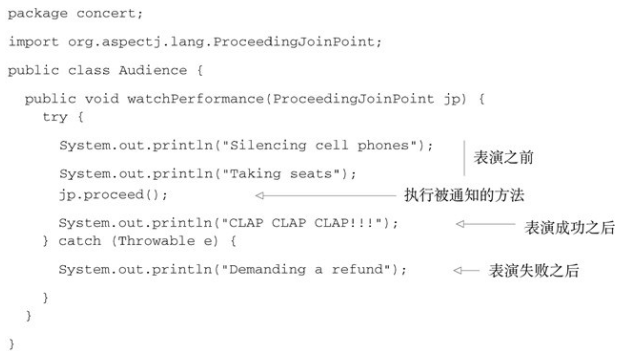 package concert;
import org.aspectj.lang.ProceedingJoinPoint;
public class Audience {
public void watchPerformance(ProceedingJoinPoint jp) {
try {
System.out.println("Silencing cell phones");
表演之前
System.out.println("Taking seats");
jp.proceed();
执行被通知的方法
System.out.println("CLAP CLAP CLAP!!!");
表演成功之后
} catch (Throwable e) {
System.out.println("Demanding a refund");
表演失败之后
}
}
}